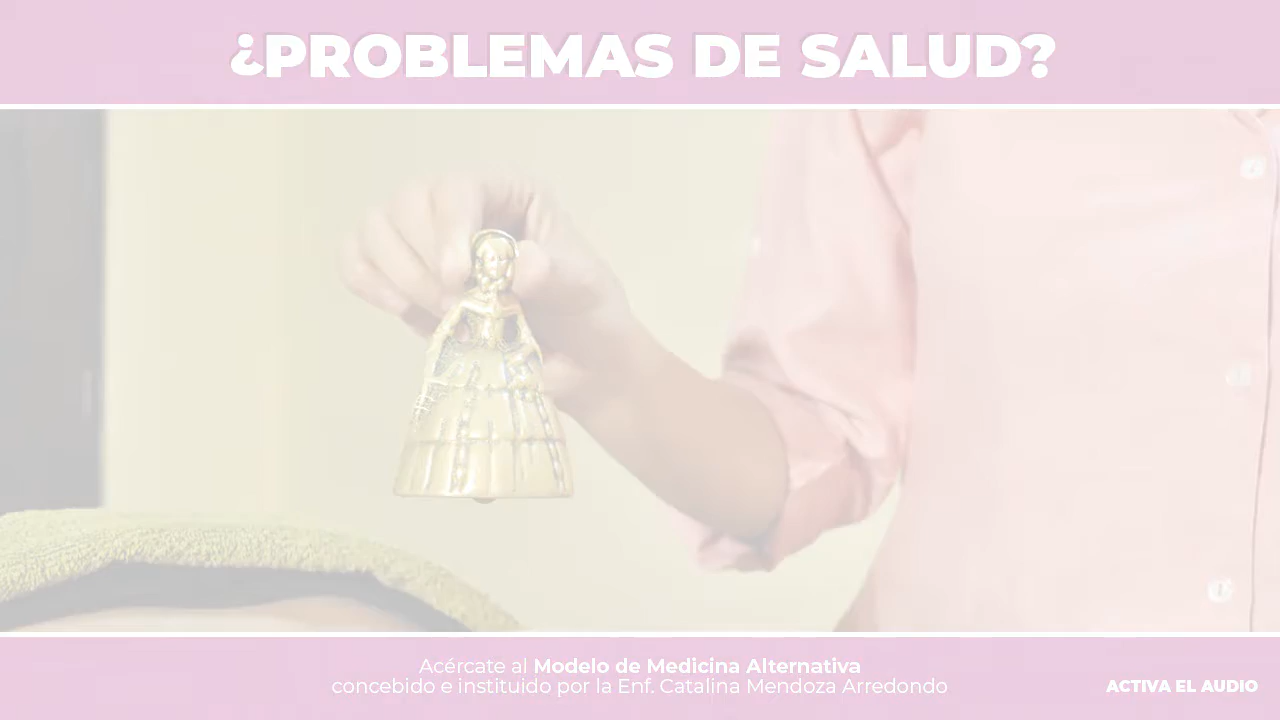 ¿PROBLEMAS DE SALUD?
Acércate al Modelo de Medicina Alternativa
concebido e instituido por la Enf. Catalina Mendoza Arredondo
ACTIVA EL AUDIO